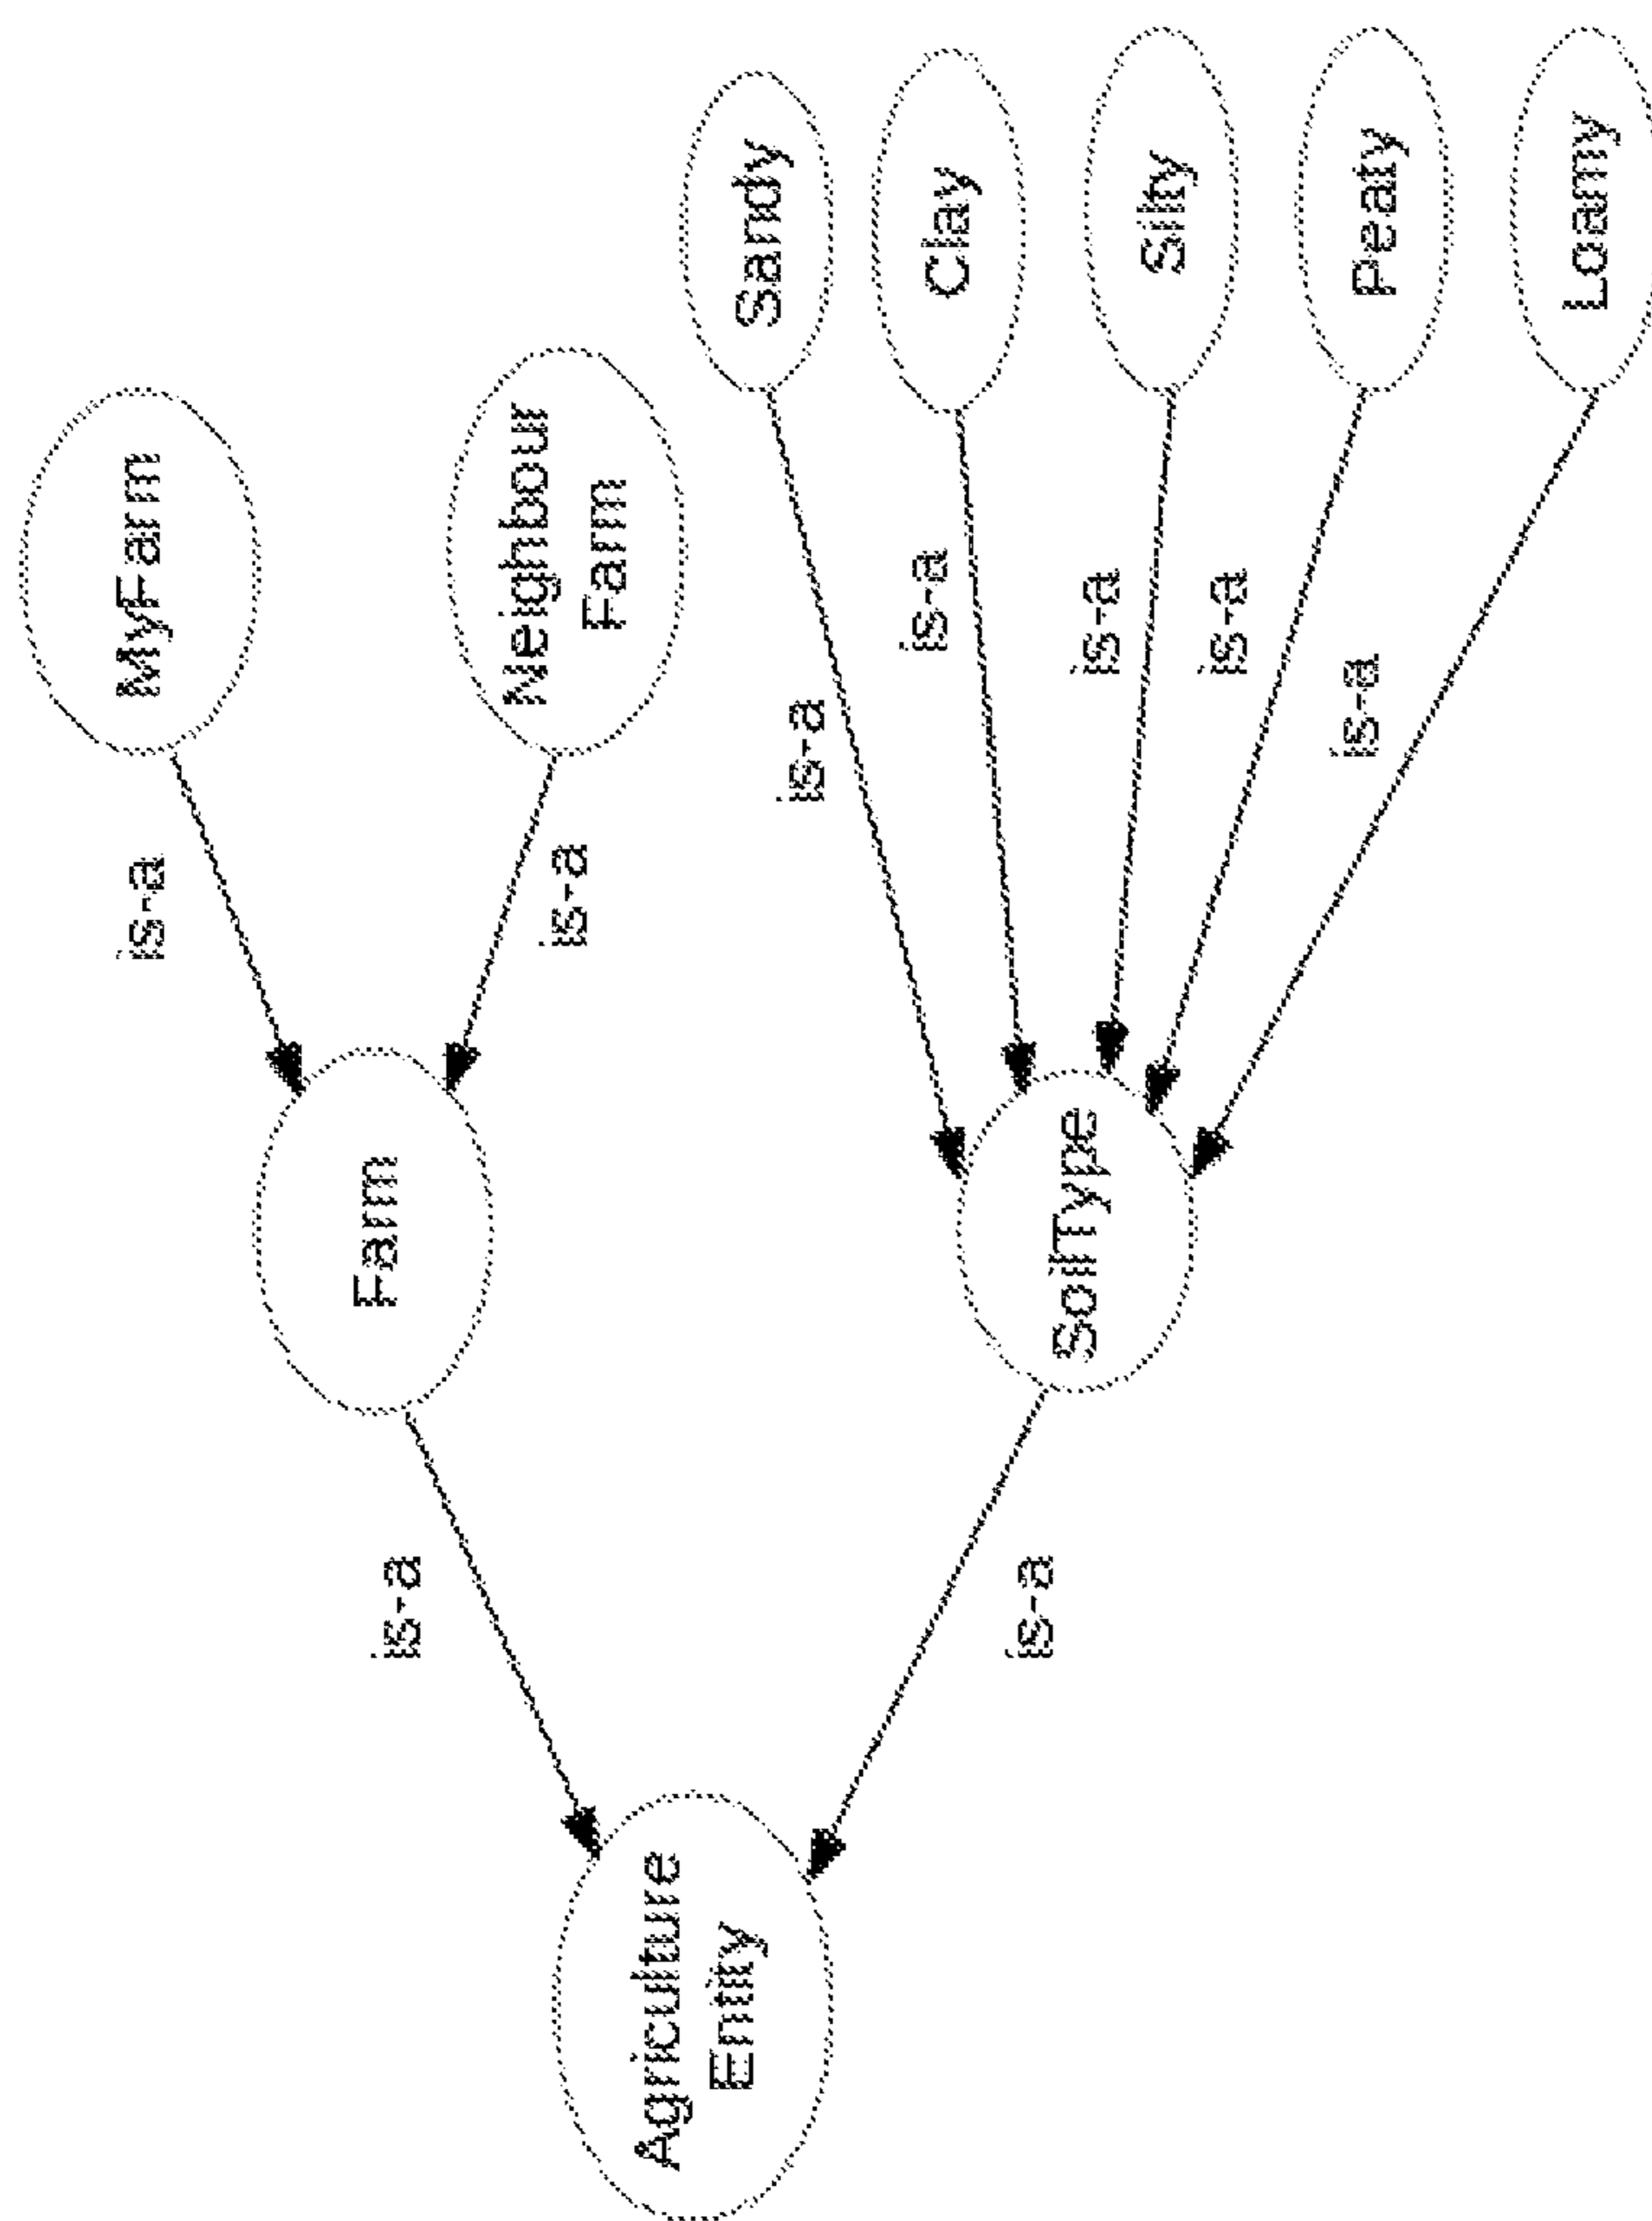 MyFarm
is-a
Neighbour
Farm
is-a
Farm
is-a
Sandy
is-a
Clay
is-a
Silty
is-a
Peaty
is-a
Loamy
is-a
SoilType
is-a
Agriculture
Entity